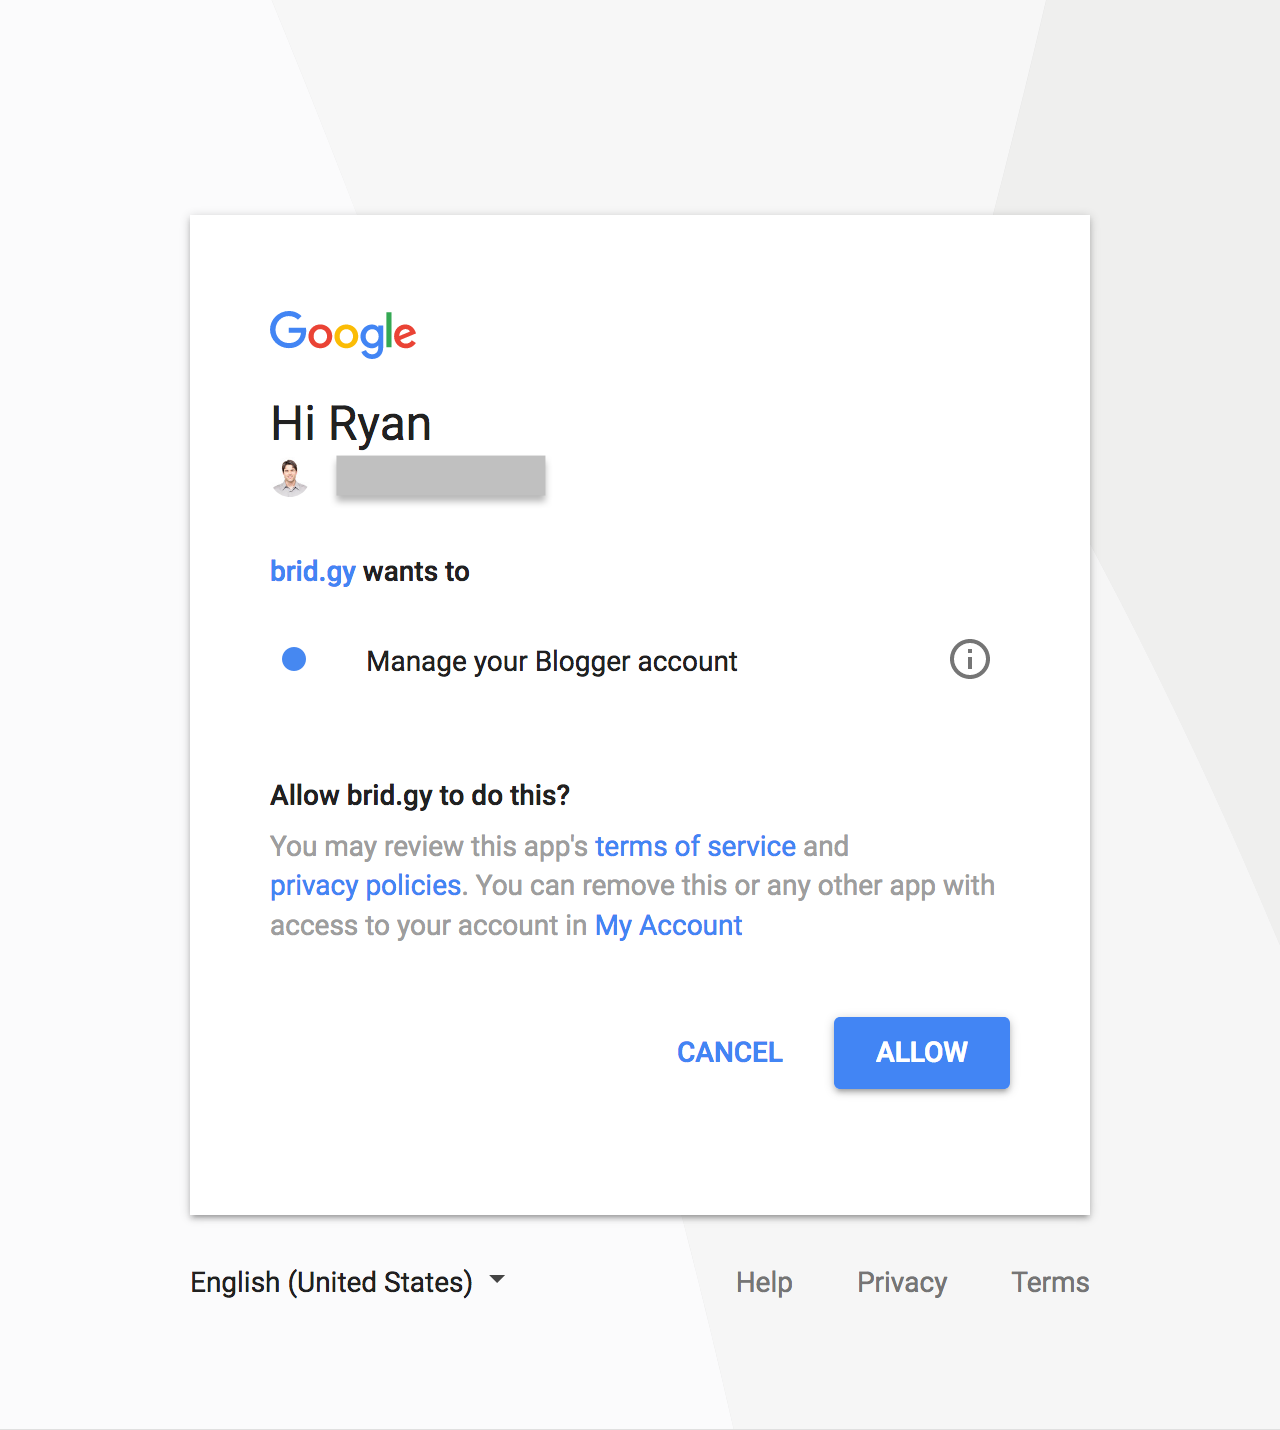 Google
Hi Ryan
brid.gy wants to
Manage your Blogger account
Allow brid.gy to do this?
You may review this app's terms of service and
privacy policies. You can remove this or any other app with
access to your account in My Account
CANCEL
ALLOW
English (United States)
Help
Privacy
Terms